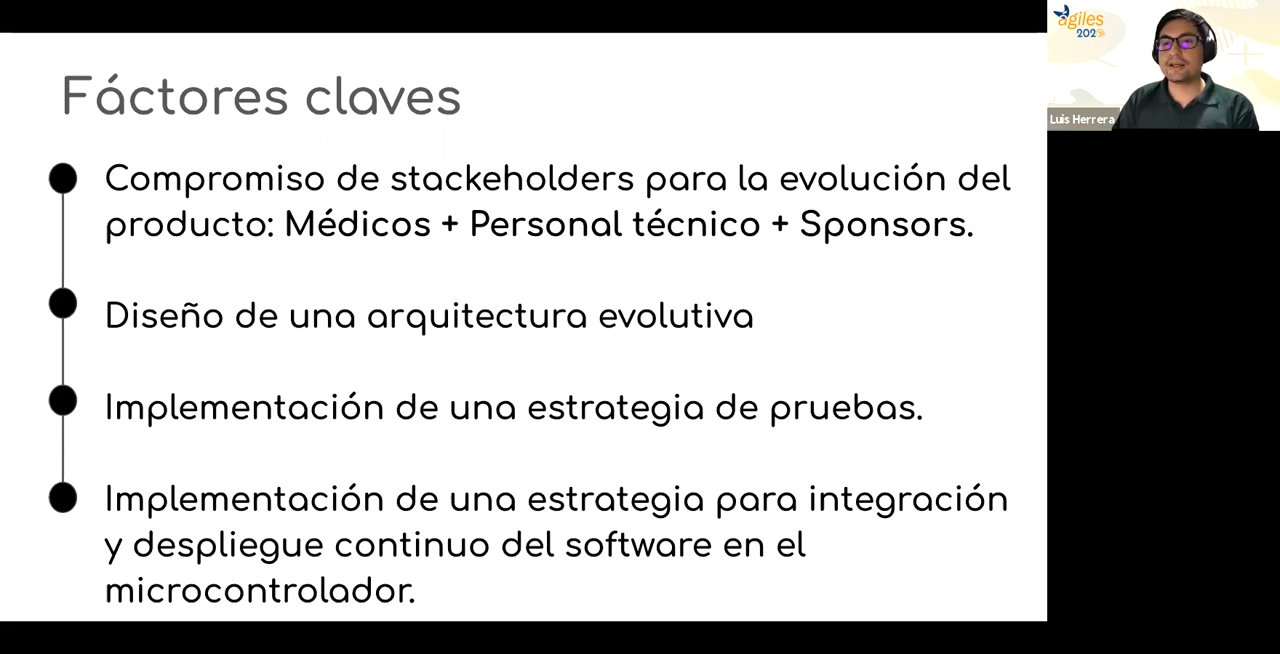 Fáctores claves
Compromiso de stackeholders para la evolución del
producto: Médicos + Personal técnico + Sponsors.
Diseño de una arquitectura evolutiva
Implementación de una estrategia de pruebas.
Implementación de una estrategia para integración
y despliegue continuo del software en el
microcontrolador.
ágiles
Luis Herrera